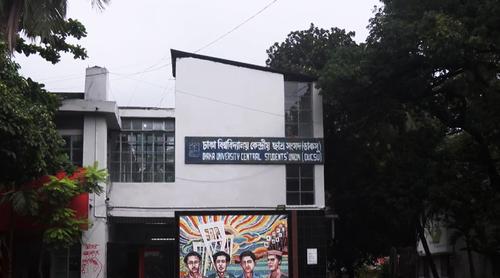 ঢাকা বিশ্ববিদ্যালয় কেন্দ্রীয় ছাত্র সংসদ (ডাকসু)
DHAKA UNIVERSITY CENTRAL STUDENTS' UNION (DUCSU)